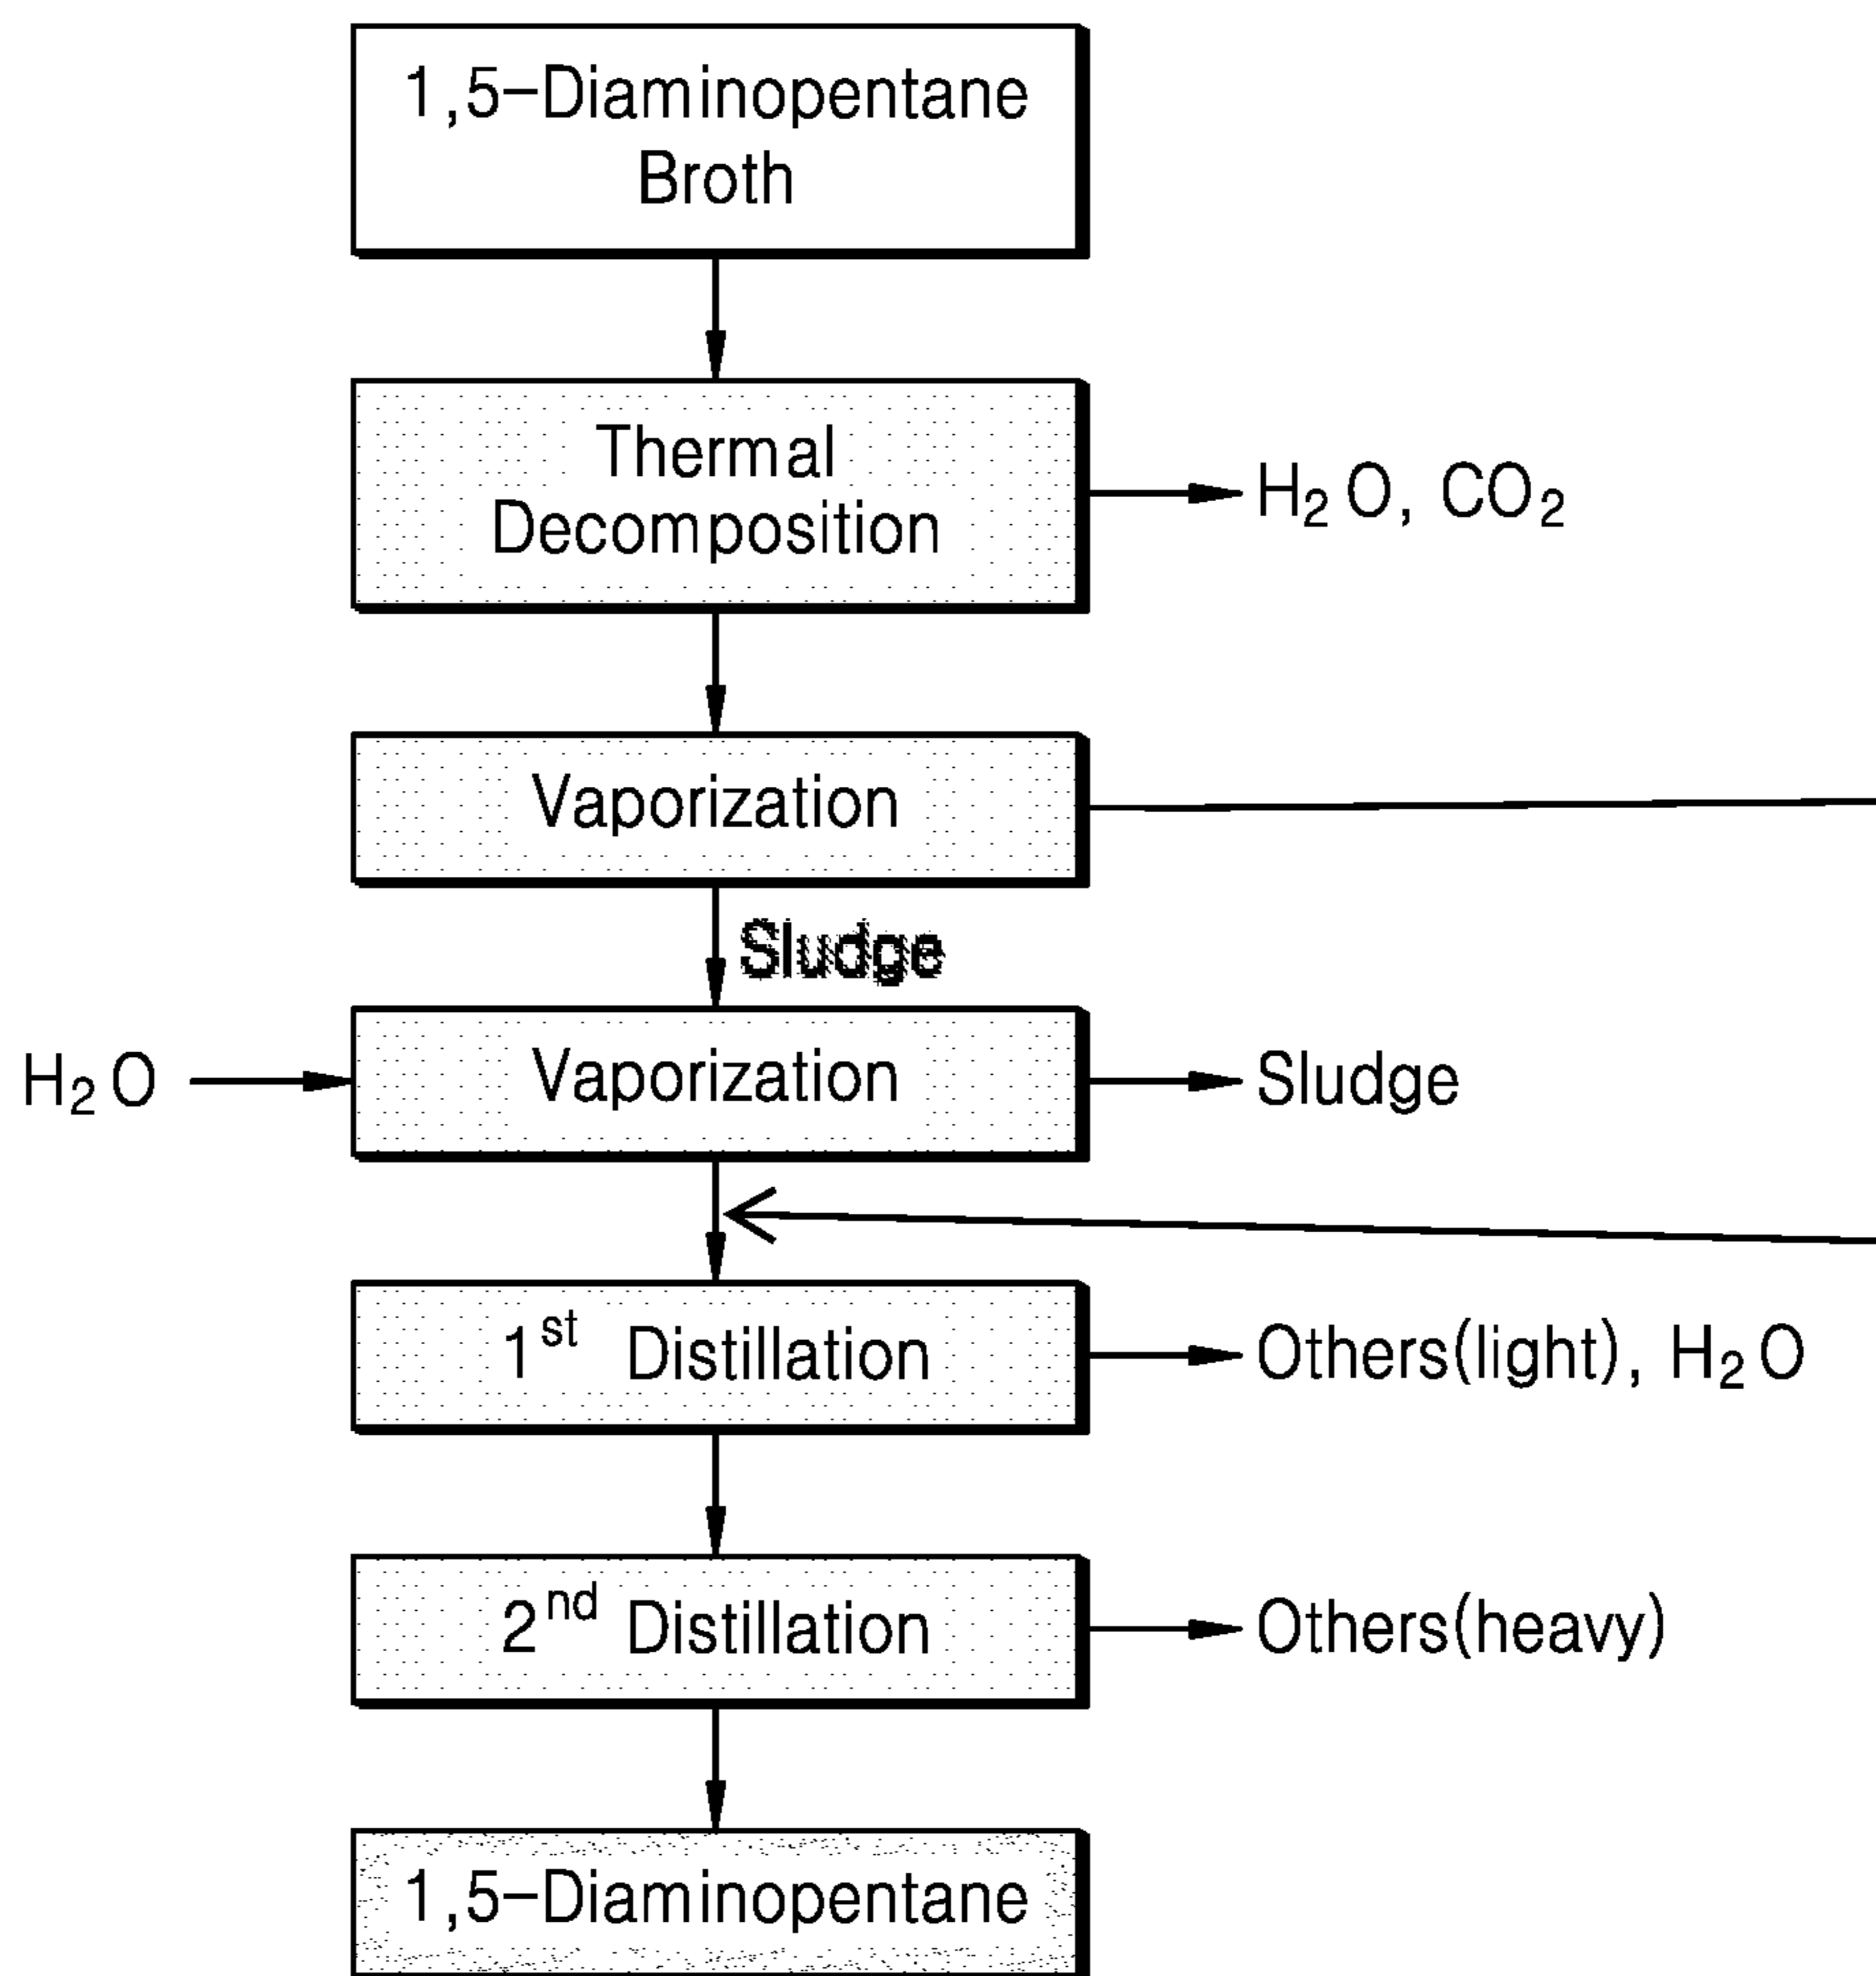 1,5-Diaminopentane
Broth
Thermal
Decomposition
H₂O, CO₂
Vaporization
Sludge
H₂O
Vaporization
Sludge
1ˢᵗ Distillation
Others(light), H₂O
2ⁿᵈ Distillation
Others(heavy)
1,5-Diaminopentane